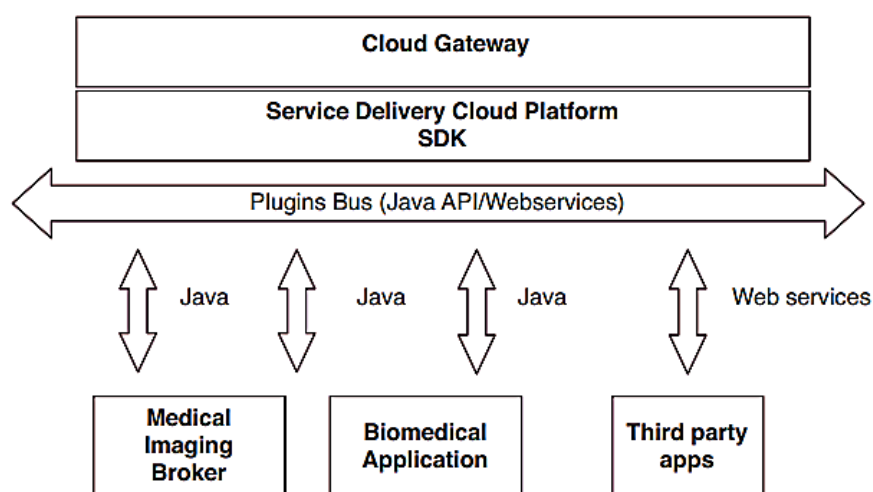 Cloud Gateway
Service Delivery Cloud Platform
SDK
Plugins Bus (Java API/Webservices)
Java
Java
Java
Web services
Medical
Imaging
Broker
Biomedical
Application
Third party
apps